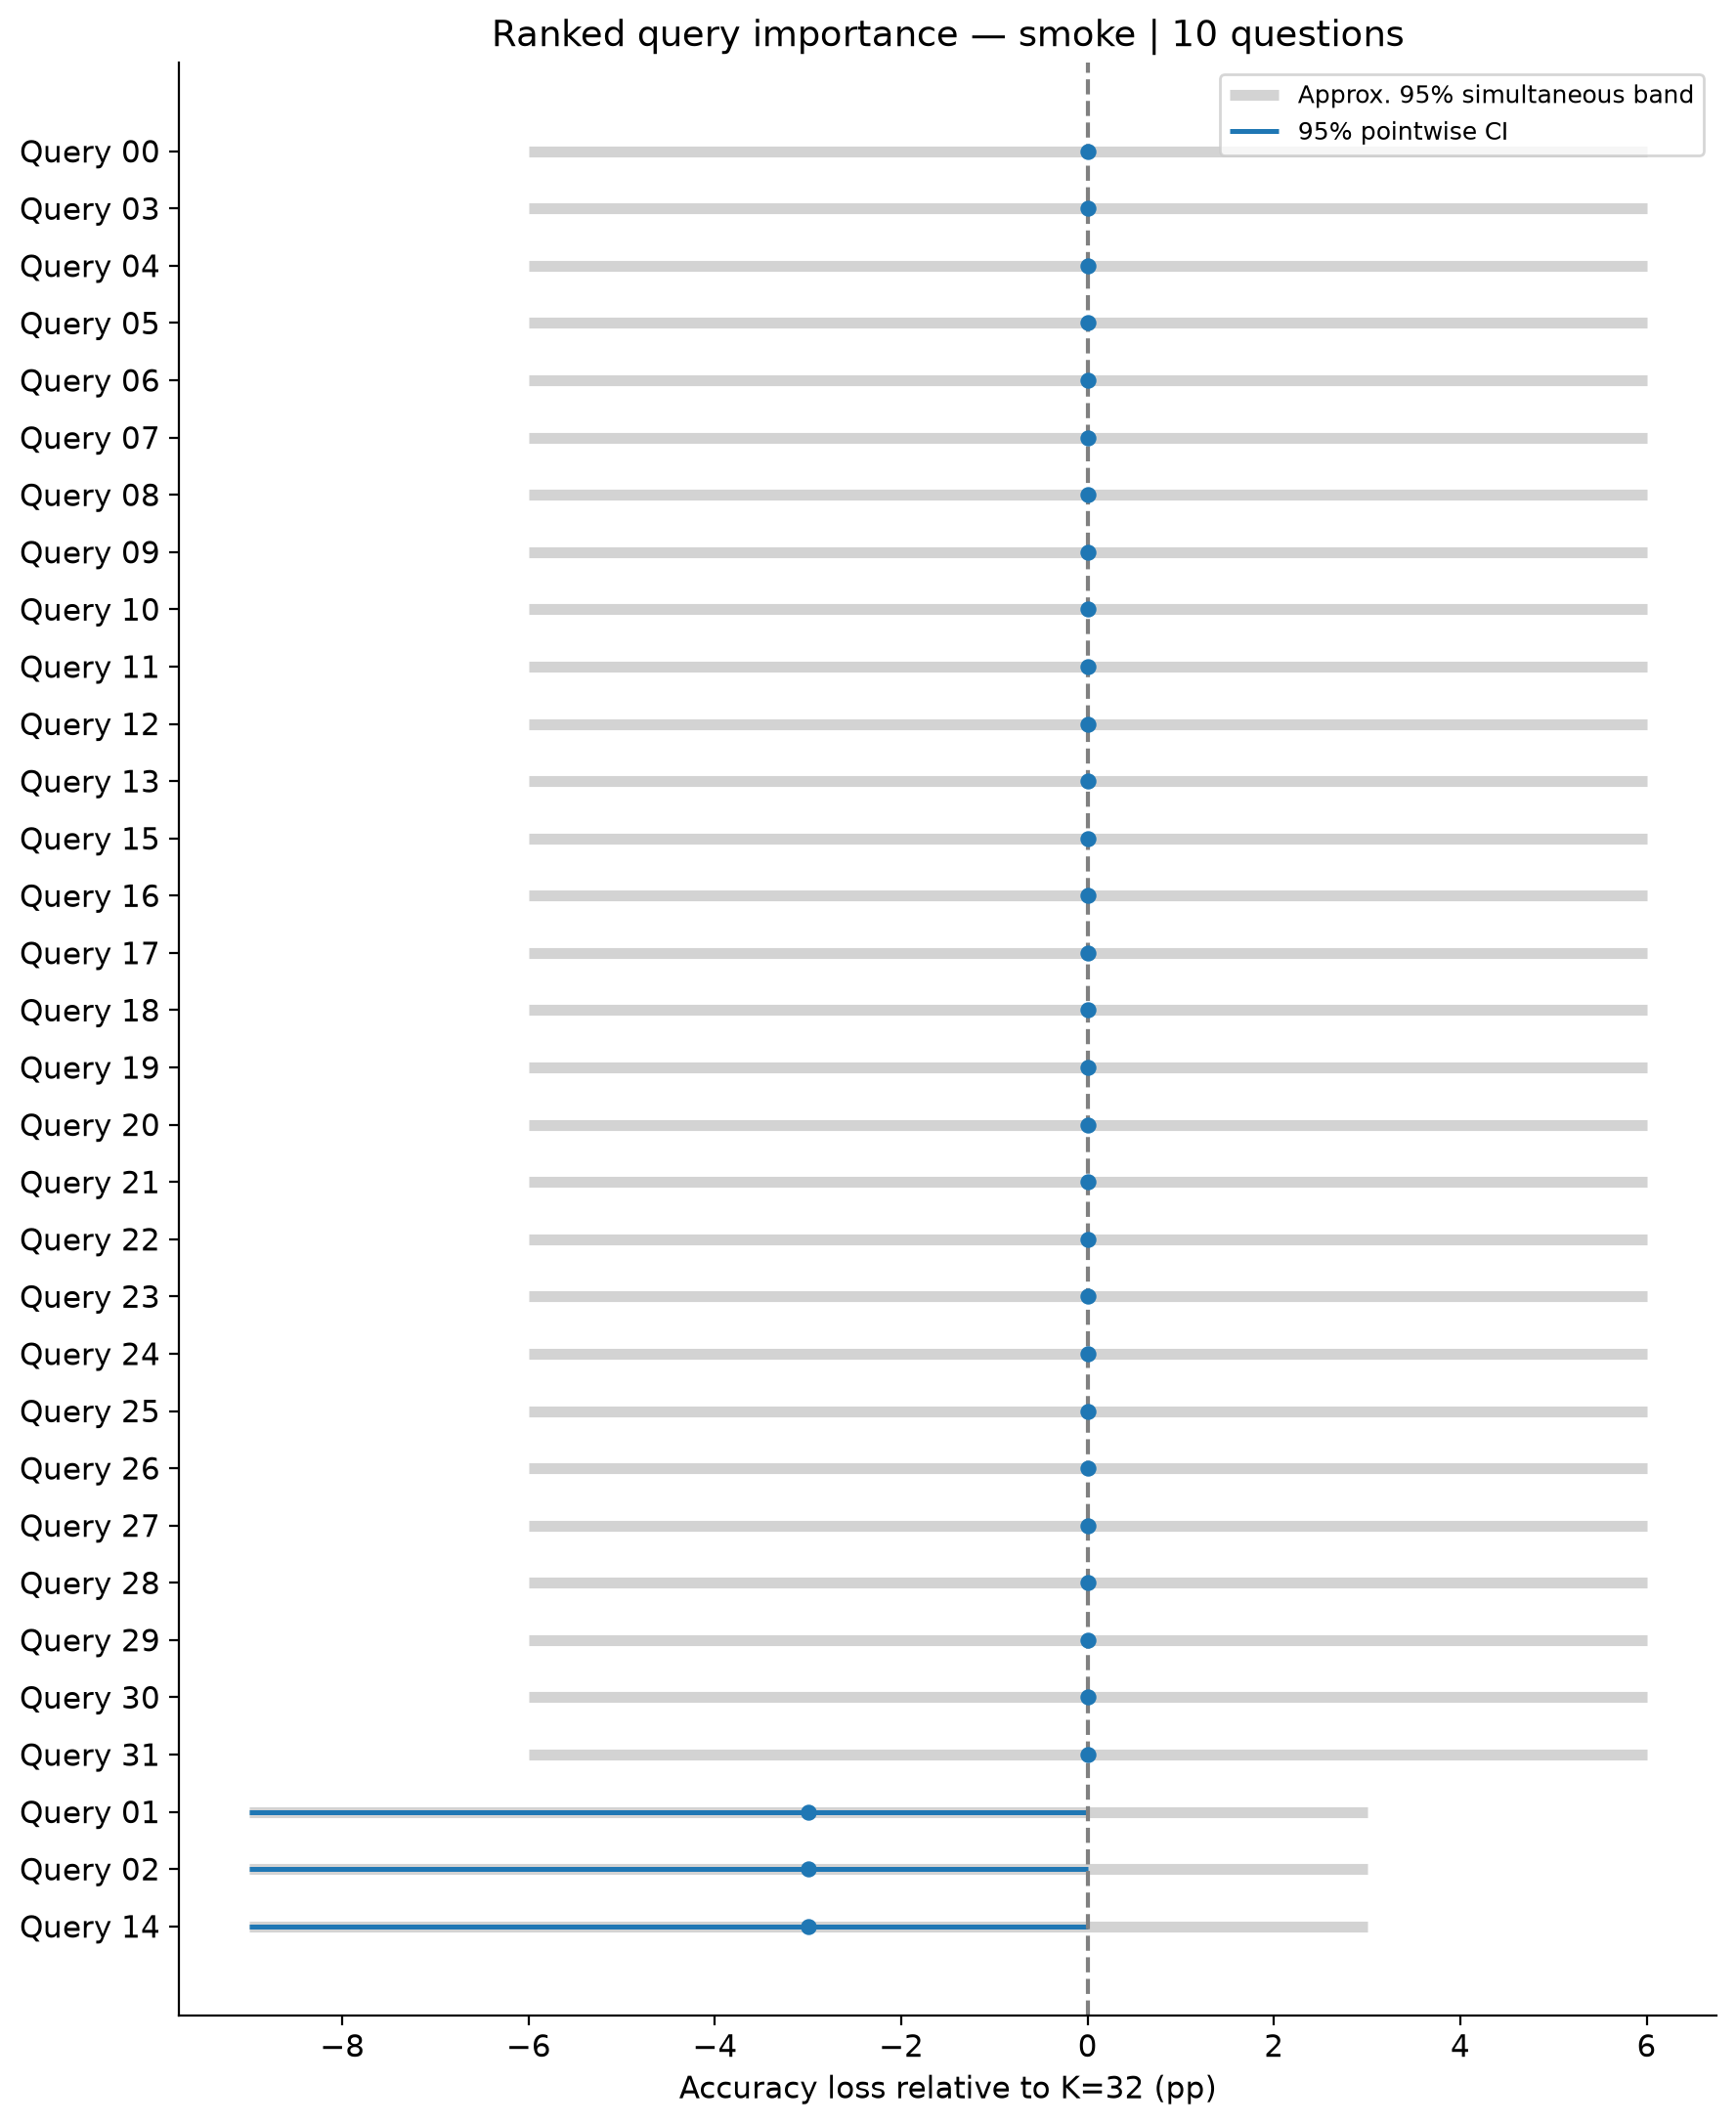 Ranked query importance — smoke | 10 questions
Approx. 95% simultaneous band
95% pointwise CI
Query 00
Query 03
Query 04
Query 05
Query 06
Query 07
Query 08
Query 09
Query 10
Query 11
Query 12
Query 13
Query 15
Query 16
Query 17
Query 18
Query 19
Query 20
Query 21
Query 22
Query 23
Query 24
Query 25
Query 26
Query 27
Query 28
Query 29
Query 30
Query 31
Query 01
Query 02
Query 14
−8 −6 −4 −2 0 2 4 6
Accuracy loss relative to K=32 (pp)